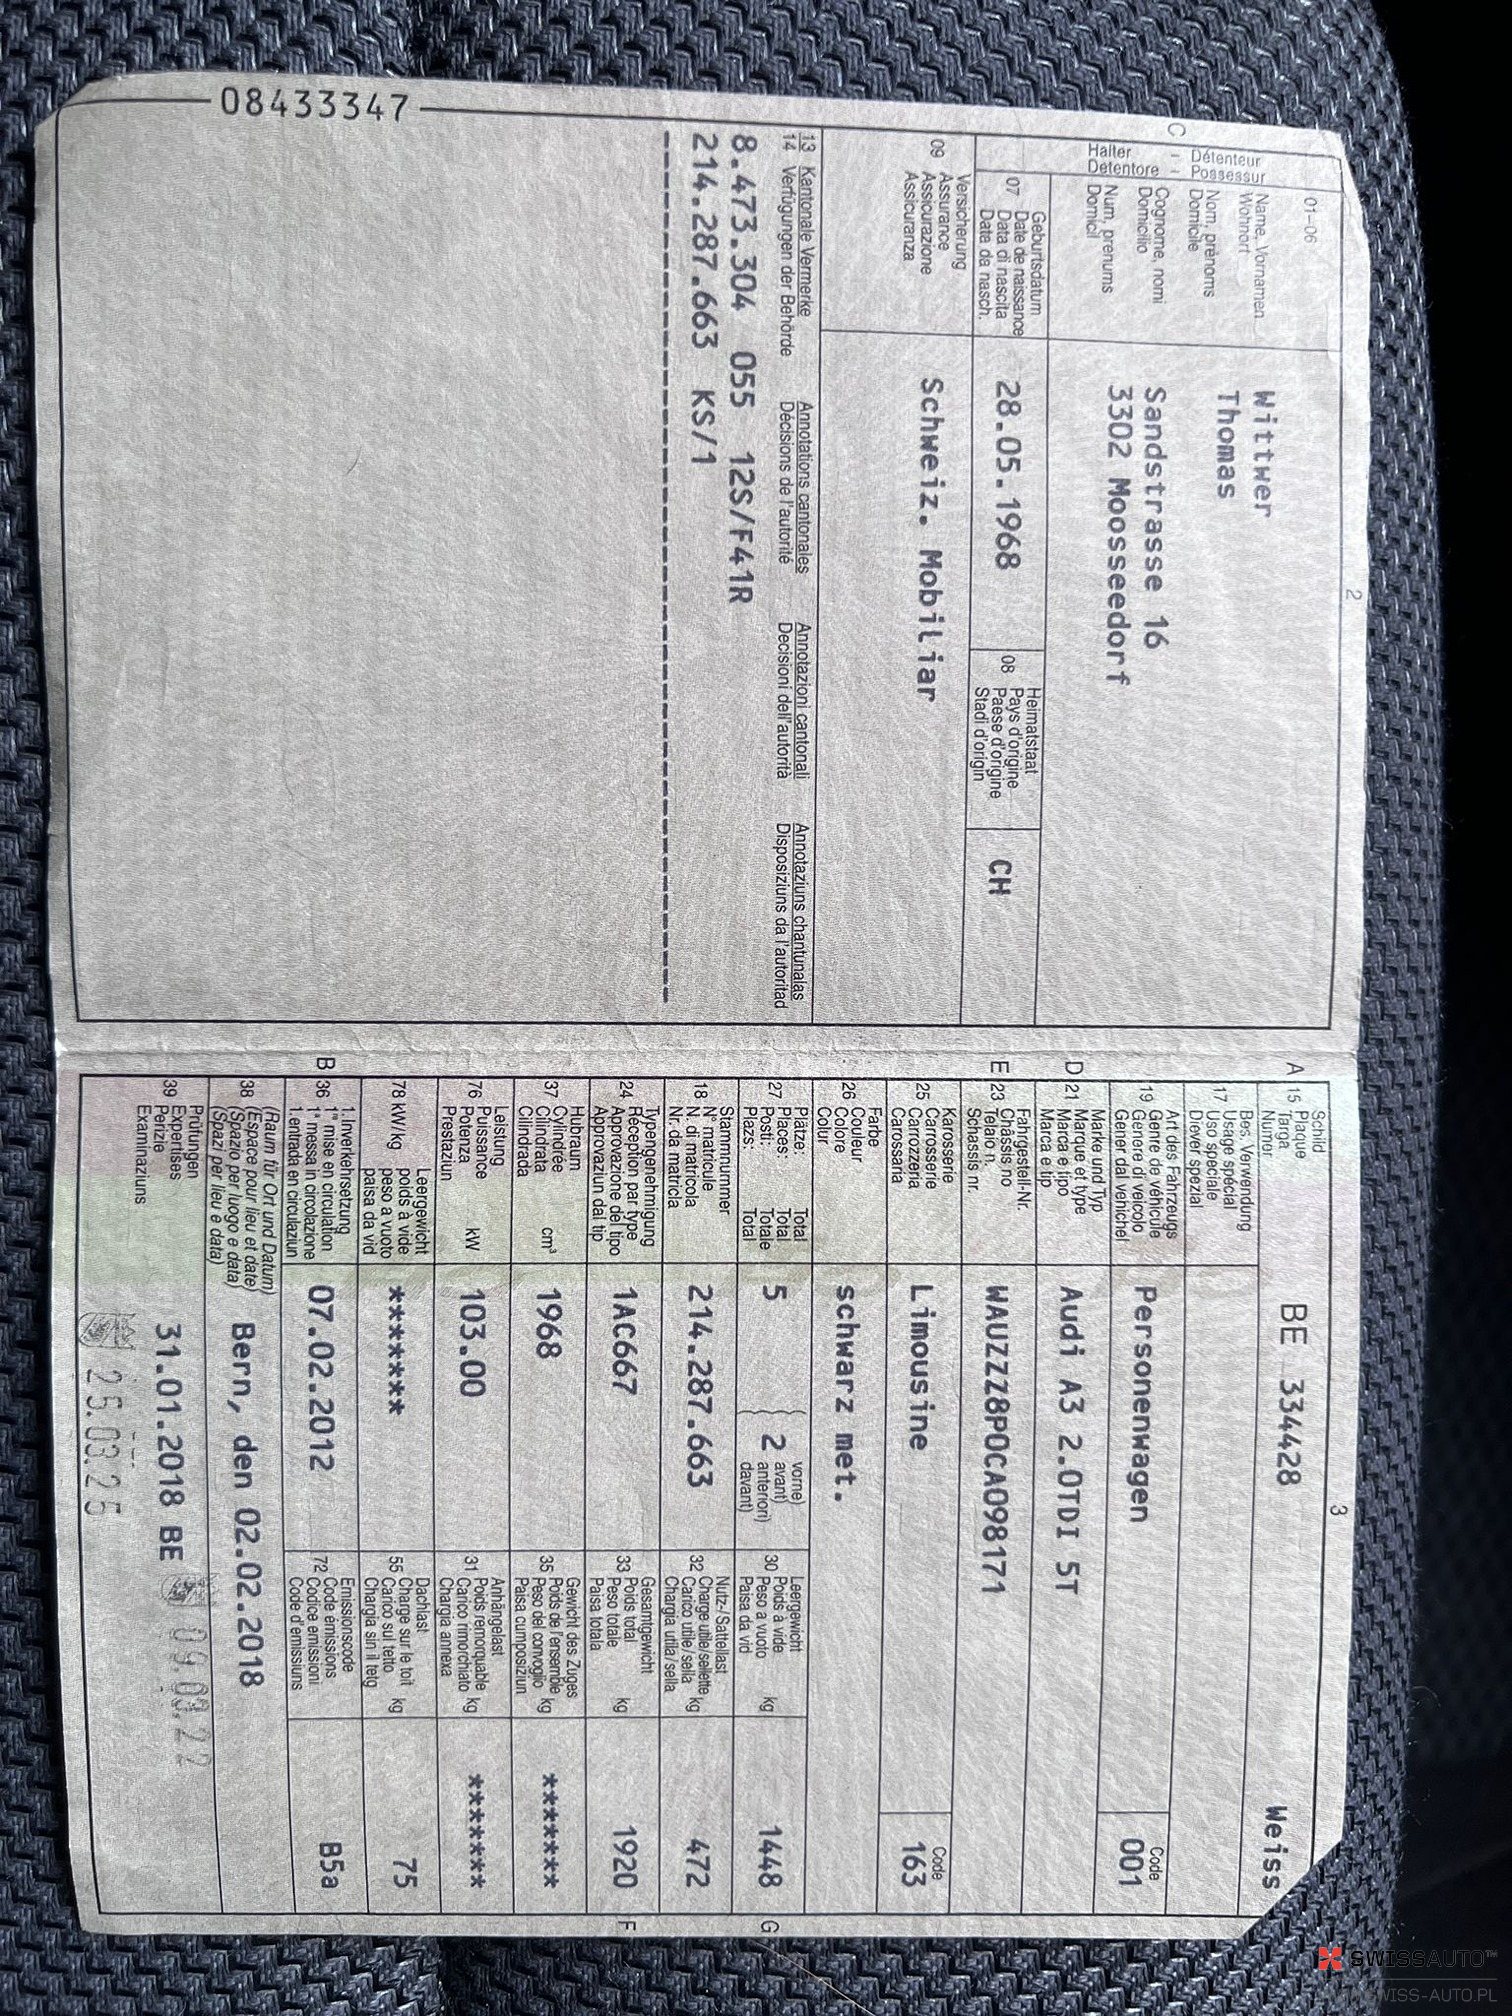 2
C
Halter - Détenteur
Detentore - Possessur
01-06
Name, Vornamen
Wohnort
Nom, prénoms
Domicile
Cognome, nomi
Domicilio
Num, prenums
Domicil
Wittwer
Thomas
Sandstrasse 16
3302 Moosseedorf
07
Geburtsdatum
Date de naissance
Data di nascita
Data da nasch.
28.05.1968
08
Heimatstaat
Pays d'origine
Paese d'origine
Stadi d'origin
CH
09
Versicherung
Assurance
Assicurazione
Assicuranza
Schweiz. Mobiliar
13 Kantonale Vermerke Annotations cantonales Annotazioni cantonali Annotaziuns chantunalas
14 Verfügungen der Behörde Décisions de l'autorité Decisioni dell'autorità Disposiziuns da l'autoritad
8.473.304 055 12S/F41R
214.287.663 KS/1
08433347
3
A 15
Schild
Plaque
Targa
Numer
BE 334428
Weiss
17
Bes. Verwendung
Usage spécial
Uso speciale
Diever spezial
19
Art des Fahrzeugs
Genre de véhicule
Genere di veicolo
Gener dal vehichel
Personenwagen
Code
001
D 21
Marke und Typ
Marque et type
Marca e tipo
Marca e tip
Audi A3 2.0TDI 5T
E 23
Fahrgestell-Nr.
Châssis no
Telaio n.
Schassis nr.
WAUZZZ8P0CA098171
25
Karosserie
Carrosserie
Carrozzeria
Carossaria
Limousine
Code
163
26
Farbe
Couleur
Colore
Colur
schwarz met.
27
Plätze: Total
Places: Total
Posti: Totale
Plazs: Total
5
2
vorne)
avant)
anteriori)
davant)
30
Leergewicht
Poids à vide
Peso a vuoto
Paisa da vid
kg
1448
G
18
Stammnummer
N° matricule
N. di matricola
Nr. da matricla
214.287.663
32
Nutz-/Sattellast
Charge utile/sellette
Carico utile/sella
Chargia utila/sella
kg
472
24
Typengenehmigung
Réception par type
Approvazione del tipo
Approvaziun dal tip
1AC667
33
Gesamtgewicht
Poids total
Peso totale
Paisa totala
kg
1920
F
37
Hubraum
Cylindrée
Cilindrata
Cilindrada
cm³
1968
35
Gewicht des Zuges
Poids de l'ensemble
Peso del convoglio
Paisa cumposiziun
kg
*******
76
Leistung
Puissance
Potenza
Prestaziun
kW
103.00
31
Anhängelast
Poids remorquable
Carico rimorchiato
Chargia annexa
kg
*******
78 kW/kg
Leergewicht
poids à vide
peso a vuoto
paisa da vid
*******
55
Dachlast
Charge sur le toit
Carico sul tetto
Chargia sin il tetg
kg
75
B 36
1. Inverkehrsetzung
1re mise en circulation
1a messa in circolazione
1. entrada en circulaziun
07.02.2012
72
Emissionscode
Code émissions
Codice emissioni
Code d'emissiuns
B5a
38
(Raum für Ort und Datum)
(Espace pour lieu et date)
(Spazio per luogo e data)
(Spazi per lieu e data)
Bern, den 02.02.2018
39
Prüfungen
Expertises
Perizie
Examinaziuns
31.01.2018 BE
09.09.22
25.03.25
SWISSAUTO™
WWW.SWISS-AUTO.PL